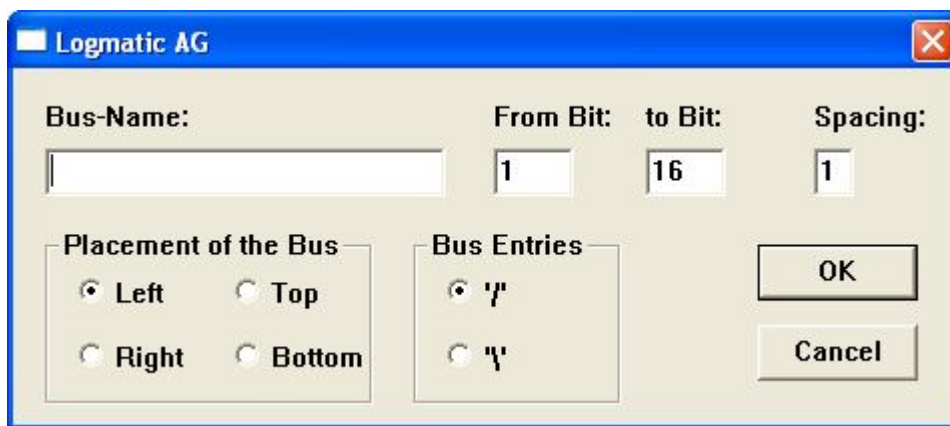 Logmatic AG
Bus-Name: From Bit: to Bit: Spacing:
1 16 1
Placement of the Bus Bus Entries
Left Top '/' OK
Right Bottom '\' Cancel